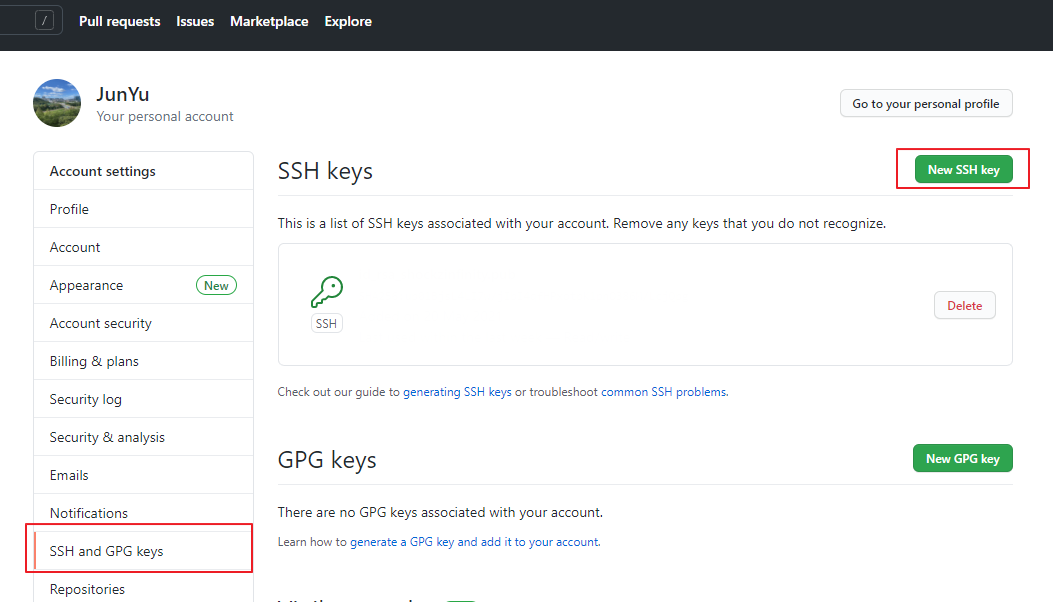 / Pull requests Issues Marketplace Explore
JunYu
Your personal account
Go to your personal profile
Account settings
Profile
Account
Appearance New
Account security
Billing & plans
Security log
Security & analysis
Emails
Notifications
SSH and GPG keys
Repositories
SSH keys
New SSH key
This is a list of SSH keys associated with your account. Remove any keys that you do not recognize.
SSH
Delete
Check out our guide to generating SSH keys or troubleshoot common SSH problems.
GPG keys
New GPG key
There are no GPG keys associated with your account.
Learn how to generate a GPG key and add it to your account.